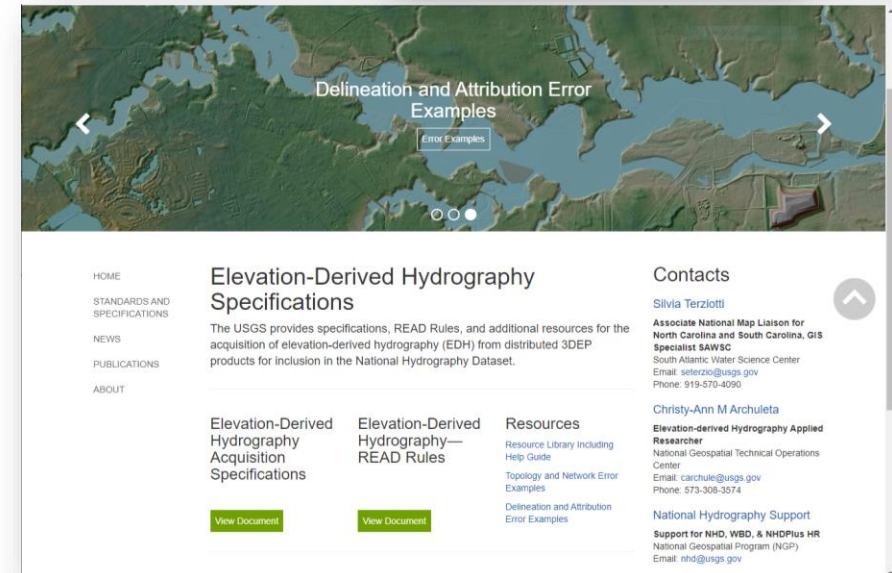 Delineation and Attribution Error
Examples
Error Examples
HOME
STANDARDS AND
SPECIFICATIONS
NEWS
PUBLICATIONS
ABOUT
Elevation-Derived Hydrography
Specifications
The USGS provides specifications, READ Rules, and additional resources for the
acquisition of elevation-derived hydrography (EDH) from distributed 3DEP
products for inclusion in the National Hydrography Dataset.
Elevation-Derived
Hydrography
Acquisition
Specifications
View Document
Elevation-Derived
Hydrography—
READ Rules
View Document
Resources
Resource Library Including
Help Guide
Topology and Network Error
Examples
Delineation and Attribution
Error Examples
Contacts
Silvia Terziotti
Associate National Map Liaison for
North Carolina and South Carolina, GIS
Specialist SAWSC
South Atlantic Water Science Center
Email: seterzio@usgs.gov
Phone: 919-570-4090
Christy-Ann M Archuleta
Elevation-derived Hydrography Applied
Researcher
National Geospatial Technical Operations
Center
Email: carchule@usgs.gov
Phone: 573-308-3574
National Hydrography Support
Support for NHD, WBD, & NHDPlus HR
National Geospatial Program (NGP)
Email: nhd@usgs.gov